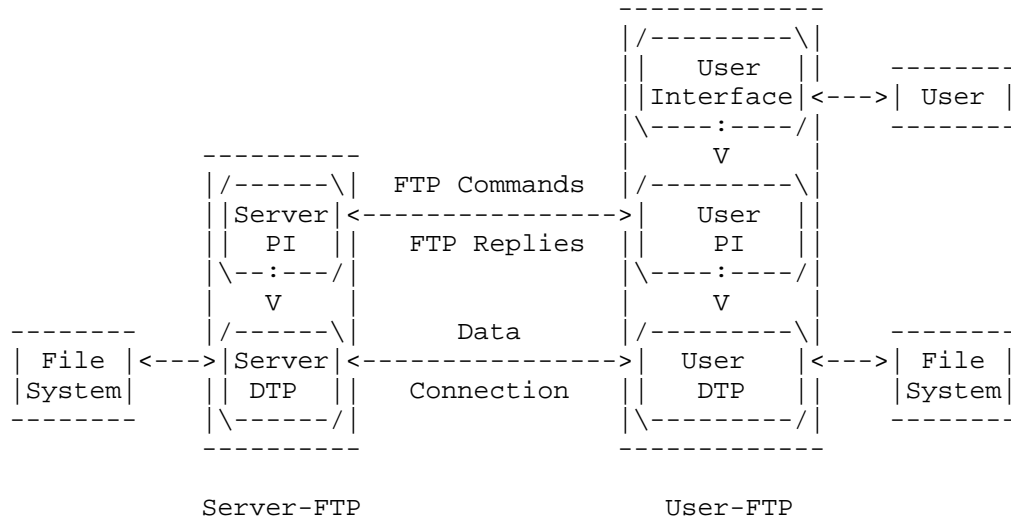 User
Interface
User
V
FTP Commands
Server
PI
FTP Replies
User
PI
V
V
Data
File
System
Server
DTP
Connection
User
DTP
File
System
Server-FTP
User-FTP